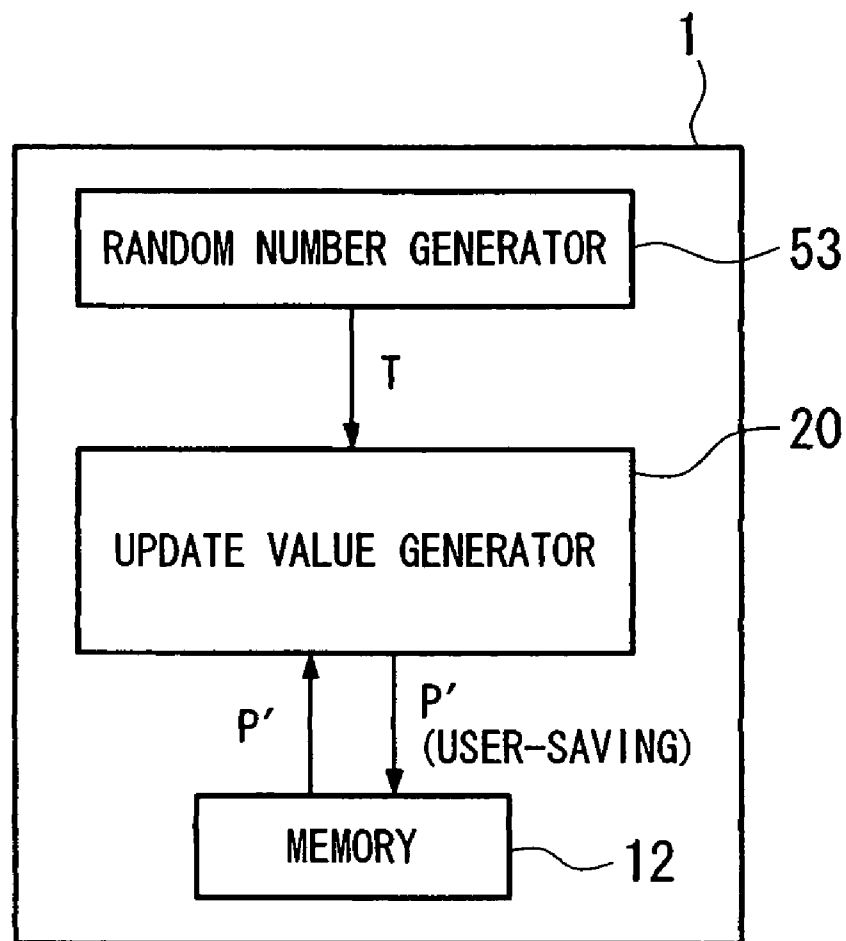 1
RANDOM NUMBER GENERATOR
53
T
20
UPDATE VALUE GENERATOR
P′
P′
(USER-SAVING)
MEMORY
12